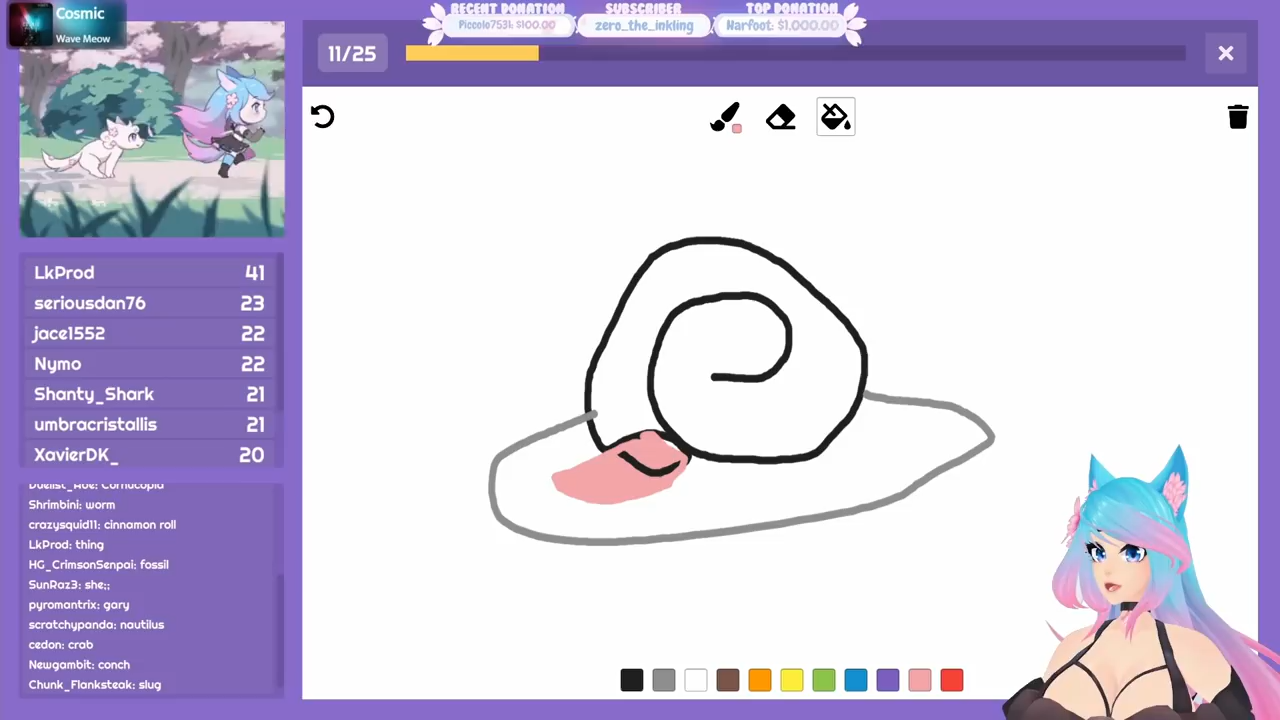 Cosmic
Wave Meow
RECENT DONATION
Piccolo7531: $100.00
SUBSCRIBER
zero_the_inkling
TOP DONATION
Narfoot: $1,000.00
11/25
LkProd 41
seriousdan76 23
jace1552 22
Nymo 22
Shanty_Shark 21
umbracristallis 21
XavierDK_ 20
Duelist_Roe: Cornucopia
Shrimbini: worm
crazysquid11: cinnamon roll
LkProd: thing
HG_CrimsonSenpai: fossil
SunRaz3: she;;
pyromantrix: gary
scratchypanda: nautilus
cedon: crab
Newgambit: conch
Chunk_Flanksteak: slug